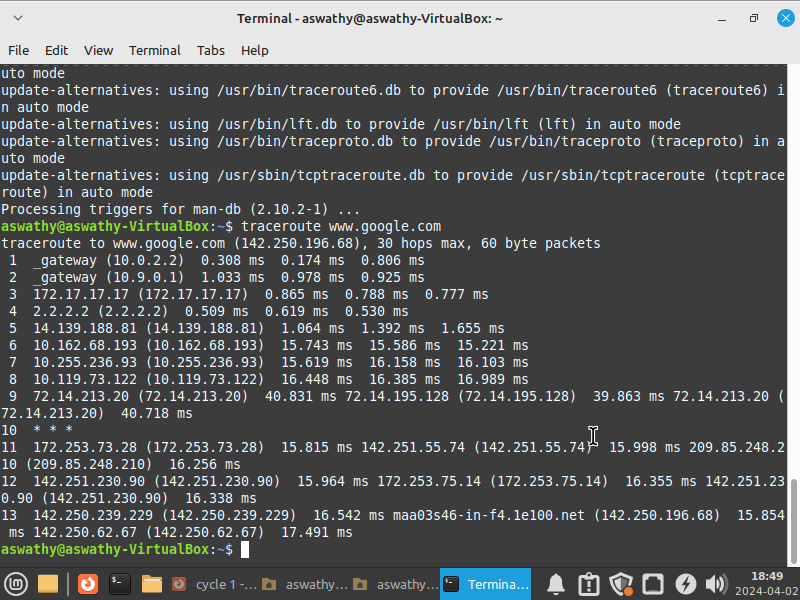 Terminal - aswathy@aswathy-VirtualBox: ~
File Edit View Terminal Tabs Help
uto mode
update-alternatives: using /usr/bin/traceroute6.db to provide /usr/bin/traceroute6 (traceroute6) i
n auto mode
update-alternatives: using /usr/bin/lft.db to provide /usr/bin/lft (lft) in auto mode
update-alternatives: using /usr/bin/traceproto.db to provide /usr/bin/traceproto (traceproto) in a
uto mode
update-alternatives: using /usr/sbin/tcptraceroute.db to provide /usr/sbin/tcptraceroute (tcptrace
route) in auto mode
Processing triggers for man-db (2.10.2-1) ...
aswathy@aswathy-VirtualBox:~$ traceroute www.google.com
traceroute to www.google.com (142.250.196.68), 30 hops max, 60 byte packets
 1  _gateway (10.0.2.2)  0.308 ms  0.174 ms  0.806 ms
 2  _gateway (10.9.0.1)  1.033 ms  0.978 ms  0.925 ms
 3  172.17.17.17 (172.17.17.17)  0.865 ms  0.788 ms  0.777 ms
 4  2.2.2.2 (2.2.2.2)  0.509 ms  0.619 ms  0.530 ms
 5  14.139.188.81 (14.139.188.81)  1.064 ms  1.392 ms  1.655 ms
 6  10.162.68.193 (10.162.68.193)  15.743 ms  15.586 ms  15.221 ms
 7  10.255.236.93 (10.255.236.93)  15.619 ms  16.158 ms  16.103 ms
 8  10.119.73.122 (10.119.73.122)  16.448 ms  16.385 ms  16.989 ms
 9  72.14.213.20 (72.14.213.20)  40.831 ms 72.14.195.128 (72.14.195.128)  39.863 ms 72.14.213.20 (
72.14.213.20)  40.718 ms
10  * * *
11  172.253.73.28 (172.253.73.28)  15.815 ms 142.251.55.74 (142.251.55.74)  15.998 ms 209.85.248.2
10 (209.85.248.210)  16.256 ms
12  142.251.230.90 (142.251.230.90)  15.964 ms 172.253.75.14 (172.253.75.14)  16.355 ms 142.251.23
0.90 (142.251.230.90)  16.338 ms
13  142.250.239.229 (142.250.239.229)  16.542 ms maa03s46-in-f4.1e100.net (142.250.196.68)  15.854
 ms 142.250.62.67 (142.250.62.67)  17.491 ms
aswathy@aswathy-VirtualBox:~$
cycle 1 -... aswathy... aswathy... Termina... 18:49
2024-04-02